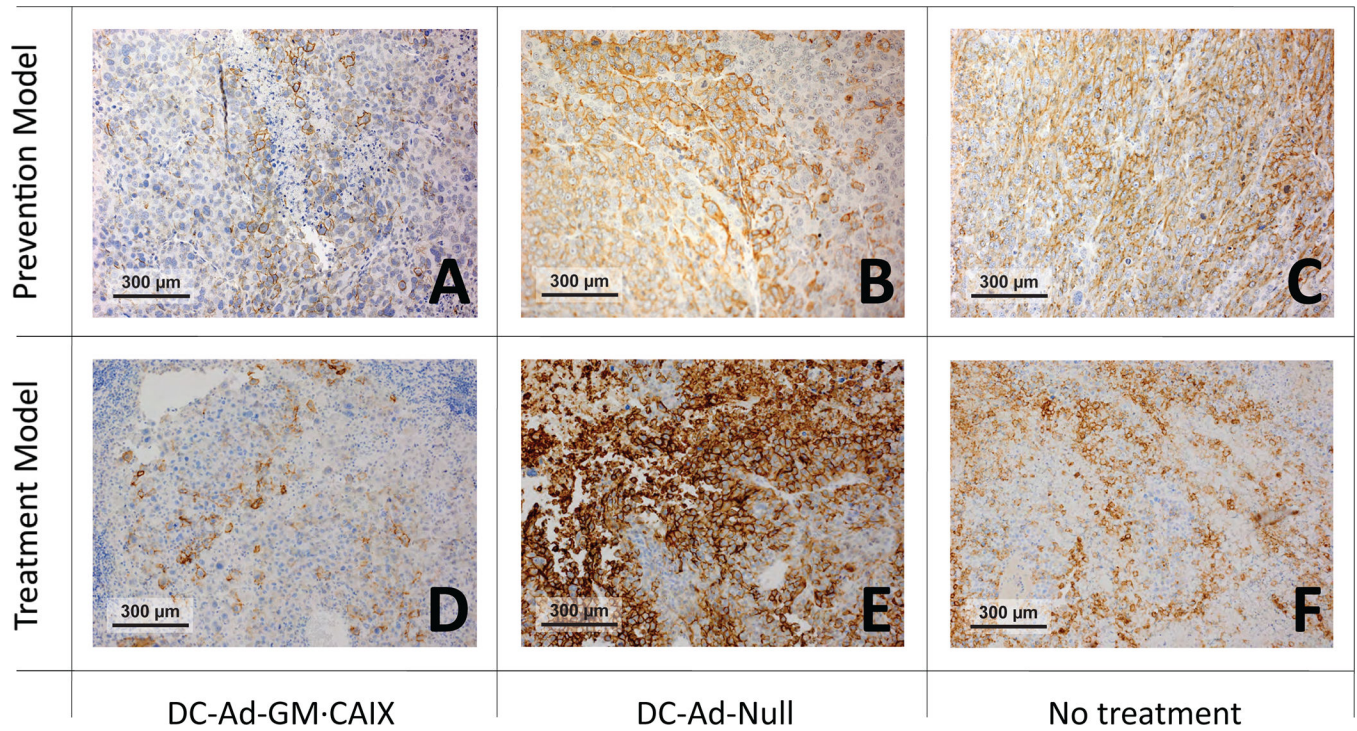 Prevention Model
300 µm
A
300 µm
B
300 µm
C
Treatment Model
300 µm
D
300 µm
E
300 µm
F
DC-Ad-GM·CAIX
DC-Ad-Null
No treatment